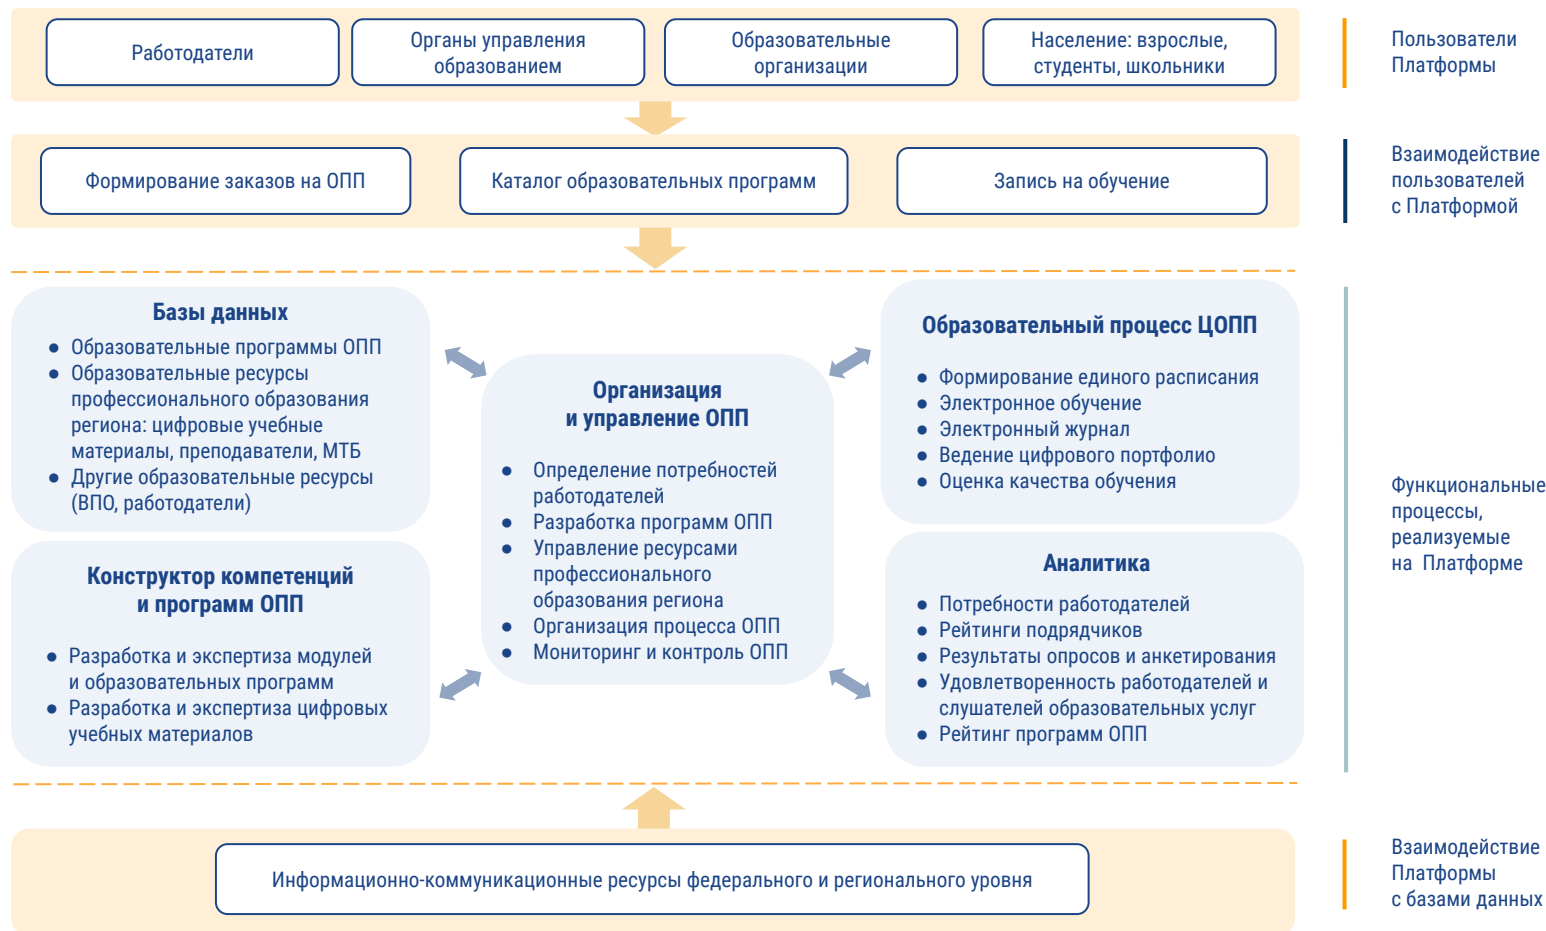 Работодатели
Органы управления
образованием
Образовательные
организации
Население: взрослые,
студенты, школьники
Пользователи
Платформы
Формирование заказов на ОПП
Каталог образовательных программ
Запись на обучение
Взаимодействие
пользователей
с Платформой
Базы данных
● Образовательные программы ОПП
● Образовательные ресурсы
профессионального образования
региона: цифровые учебные
материалы, преподаватели, МТБ
● Другие образовательные ресурсы
(ВПО, работодатели)
Конструктор компетенций
и программ ОПП
● Разработка и экспертиза модулей
и образовательных программ
● Разработка и экспертиза цифровых
учебных материалов
Организация
и управление ОПП
● Определение потребностей
работодателей
● Разработка программ ОПП
● Управление ресурсами
профессионального
образования региона
● Организация процесса ОПП
● Мониторинг и контроль ОПП
Образовательный процесс ЦОПП
● Формирование единого расписания
● Электронное обучение
● Электронный журнал
● Ведение цифрового портфолио
● Оценка качества обучения
Аналитика
● Потребности работодателей
● Рейтинги подрядчиков
● Результаты опросов и анкетирования
● Удовлетворенность работодателей и
слушателей образовательных услуг
● Рейтинг программ ОПП
Функциональные
процессы,
реализуемые
на Платформе
Информационно-коммуникационные ресурсы федерального и регионального уровня
Взаимодействие
Платформы
с базами данных